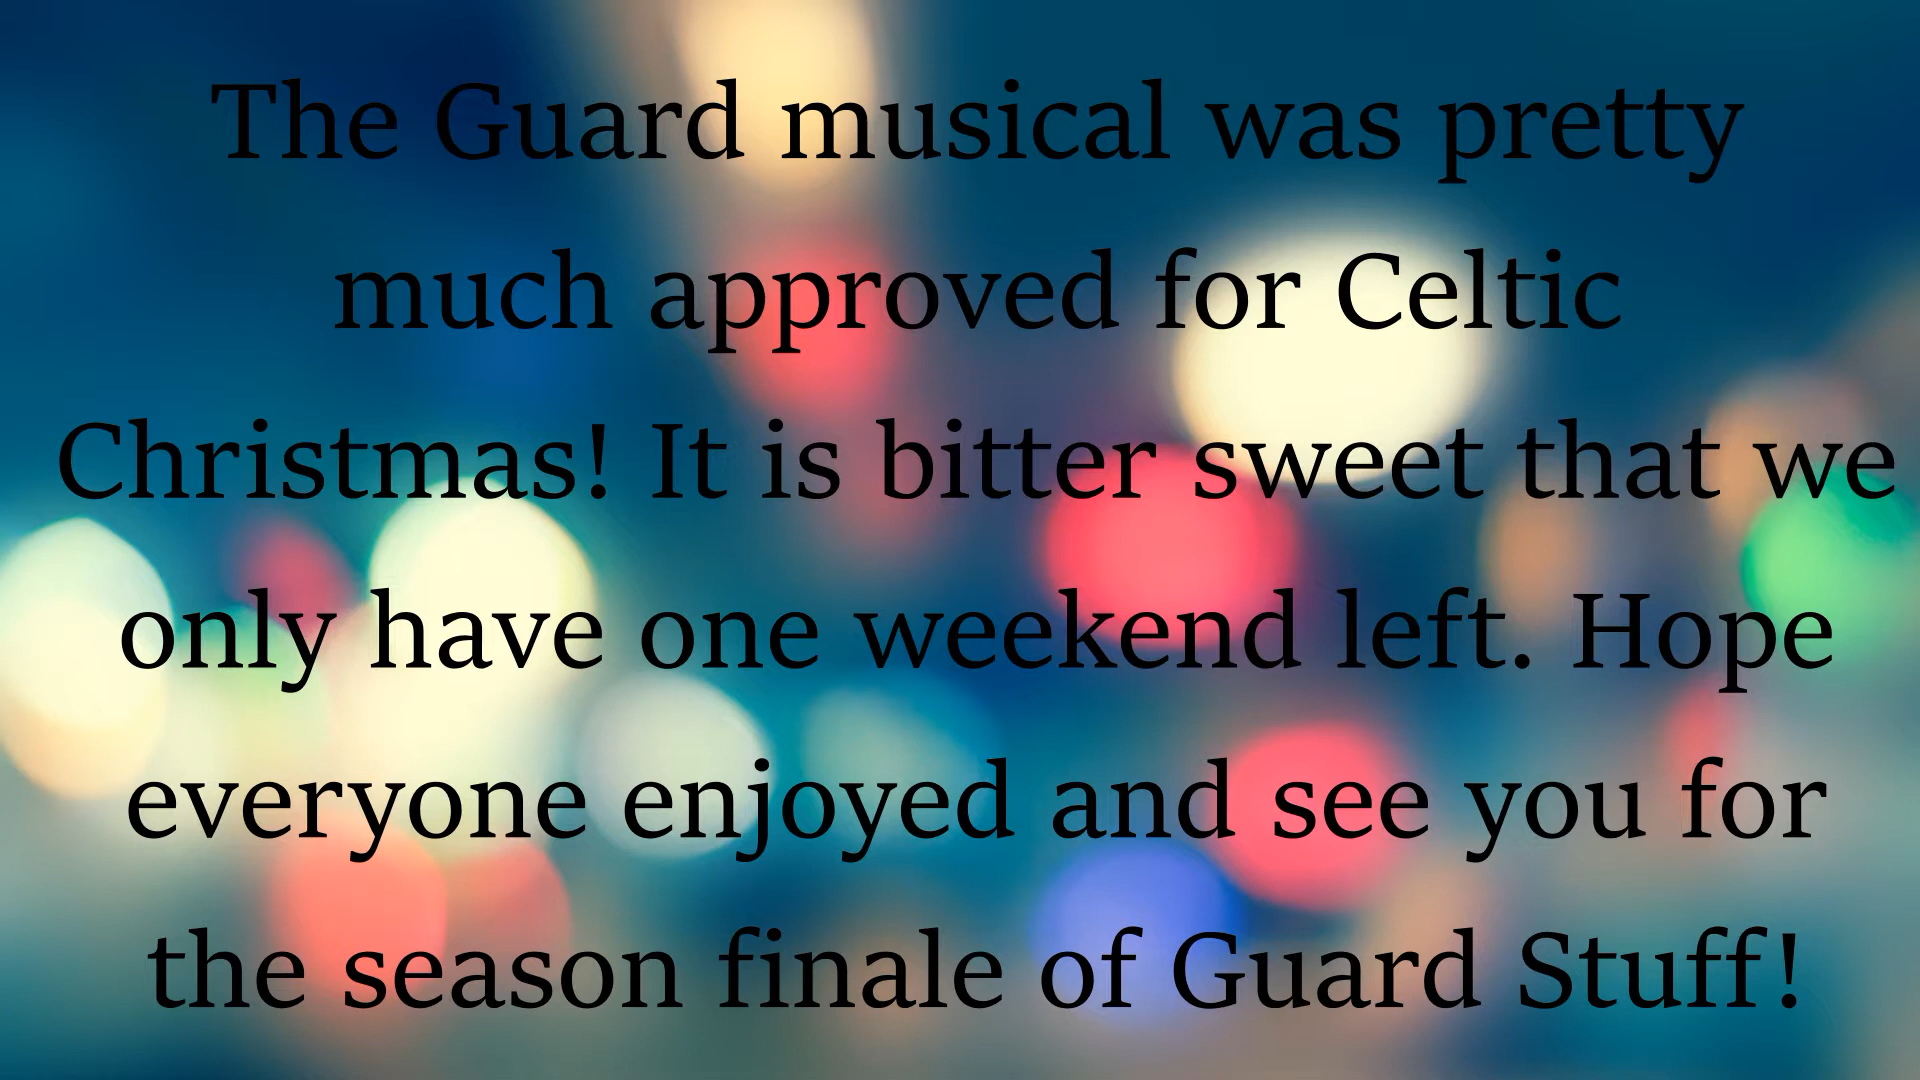 The Guard musical was pretty
much approved for Celtic
Christmas! It is bitter sweet that we
only have one weekend left. Hope
everyone enjoyed and see you for
the season finale of Guard Stuff!